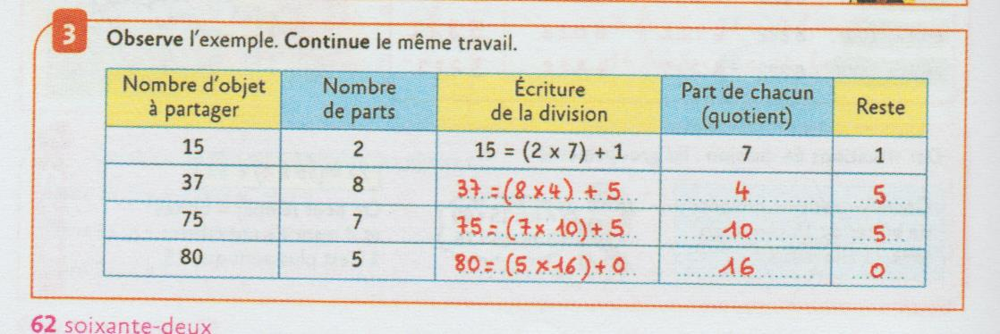 3
Observe l'exemple. Continue le même travail.
Nombre d'objet à partager | Nombre de parts | Écriture de la division | Part de chacun (quotient) | Reste
15 | 2 | 15 = (2 x 7) + 1 | 7 | 1
37 | 8 | 37 = (8 x 4) + 5 | 4 | 5
75 | 7 | 75 = (7 x 10) + 5 | 10 | 5
80 | 5 | 80 = (5 x 16) + 0 | 16 | 0
62 soixante-deux